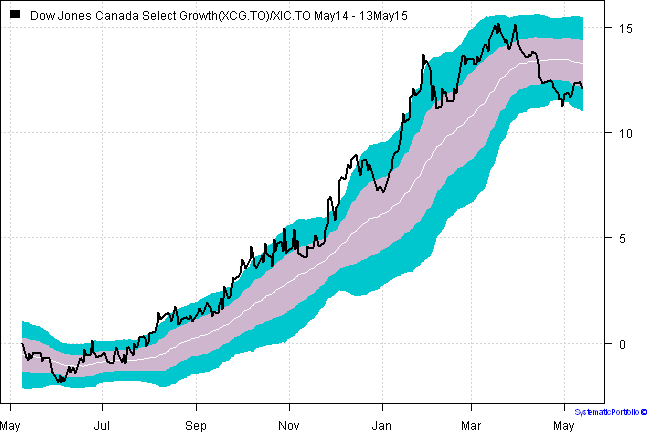 Dow Jones Canada Select Growth(XCG.TO)/XIC.TO May14 - 13May15
15
10
5
0
May Jul Sep Nov Jan Mar May
SystematicPortfolio ©